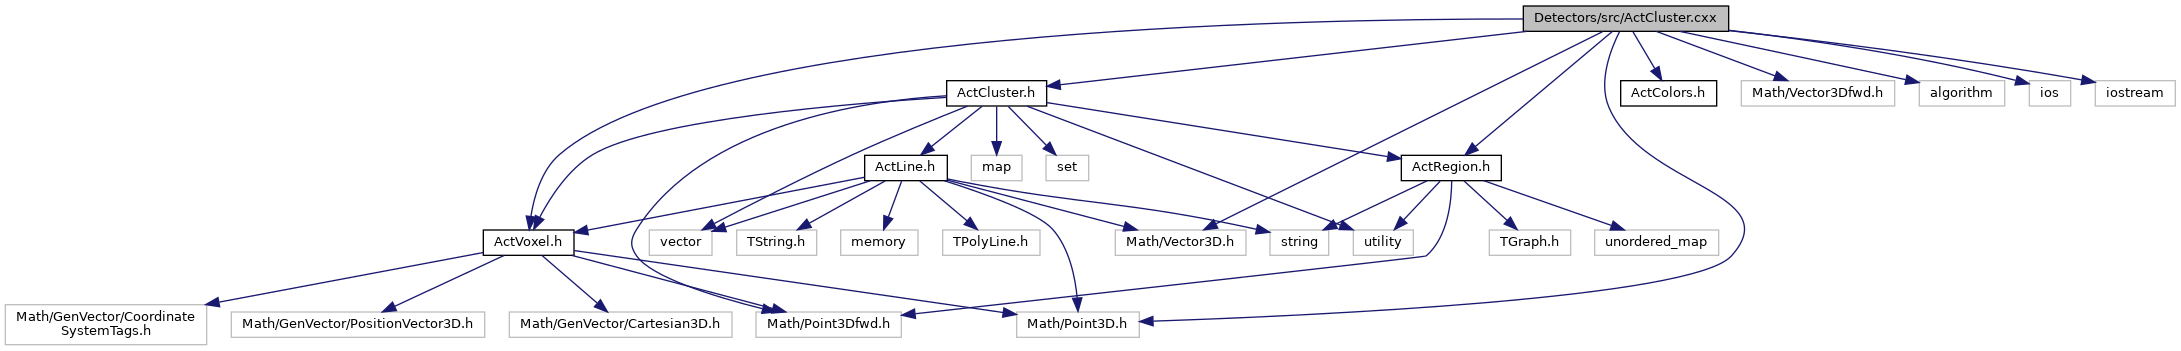 Detectors/src/ActCluster.cxx
ActCluster.h
ActColors.h
Math/Vector3Dfwd.h
algorithm
ios
iostream
ActLine.h
map
set
ActRegion.h
ActVoxel.h
vector
TString.h
memory
TPolyLine.h
Math/Vector3D.h
string
utility
TGraph.h
unordered_map
Math/GenVector/Coordinate
SystemTags.h
Math/GenVector/PositionVector3D.h
Math/GenVector/Cartesian3D.h
Math/Point3Dfwd.h
Math/Point3D.h